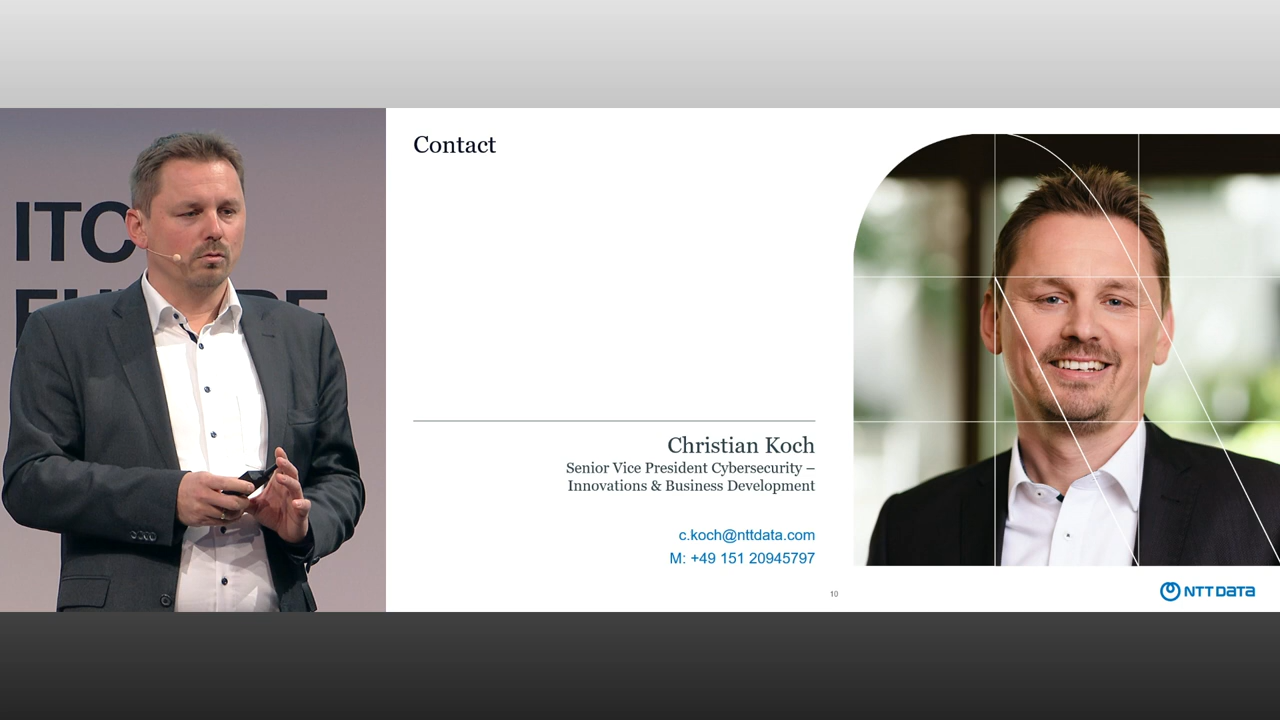 ITC
Contact
Christian Koch
Senior Vice President Cybersecurity –
Innovations & Business Development
c.koch@nttdata.com
M: +49 151 20945797
10
NTT DATA